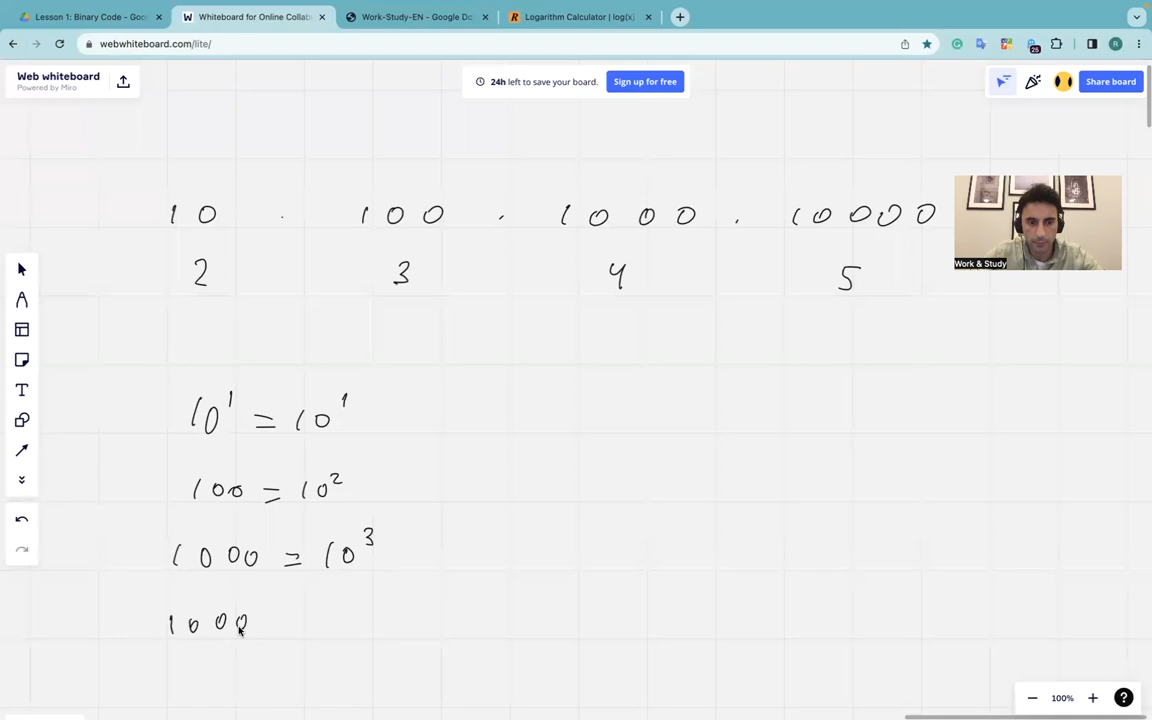 Lesson 1: Binary Code - Goo
Whiteboard for Online Collab
Work-Study-EN - Google Do
Logarithm Calculator | log(x)
webwhiteboard.com/lite/
25
R
Web whiteboard
Powered by Miro
24h left to save your board.
Sign up for free
Share board
10 . 100 . 1000 . 10000
2 3 4 5
Work & Study
10¹ = 10¹
100 = 10²
1000 = 10³
1000
100%